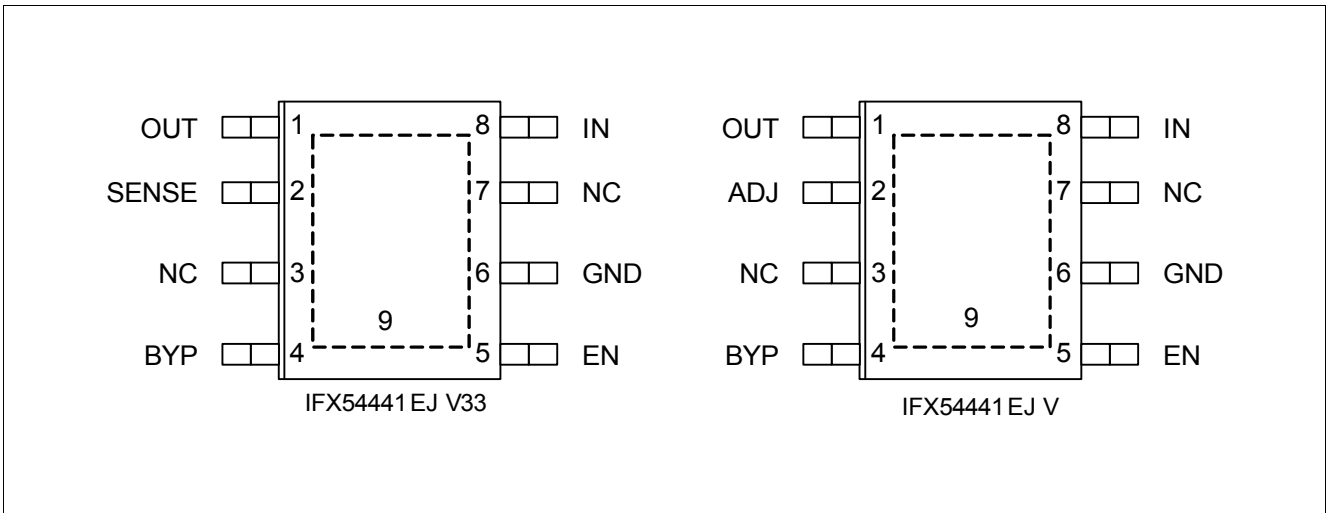 OUT 1 8 IN
SENSE 2 7 NC
NC 3 6 GND
9
BYP 4 5 EN
IFX54441 EJ V33
OUT 1 8 IN
ADJ 2 7 NC
NC 3 6 GND
9
BYP 4 5 EN
IFX54441 EJ V